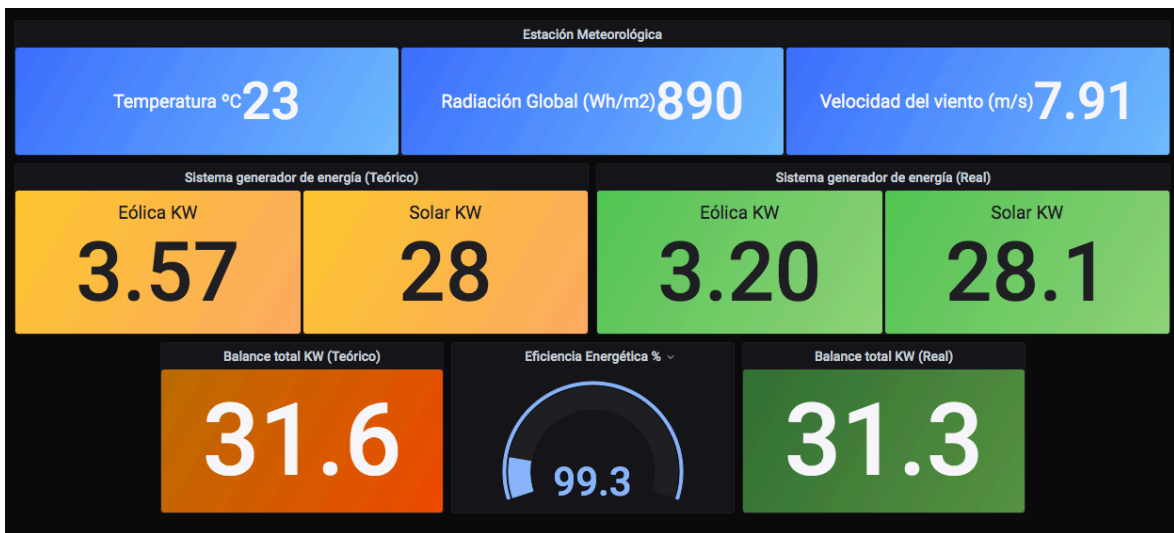 Estación Meteorológica
Temperatura ºC 23
Radiación Global (Wh/m2) 890
Velocidad del viento (m/s) 7.91
Sistema generador de energía (Teórico)
Sistema generador de energía (Real)
Eólica KW
Solar KW
Eólica KW
Solar KW
3.57
28
3.20
28.1
Balance total KW (Teórico)
Eficiencia Energética %
Balance total KW (Real)
31.6
99.3
31.3